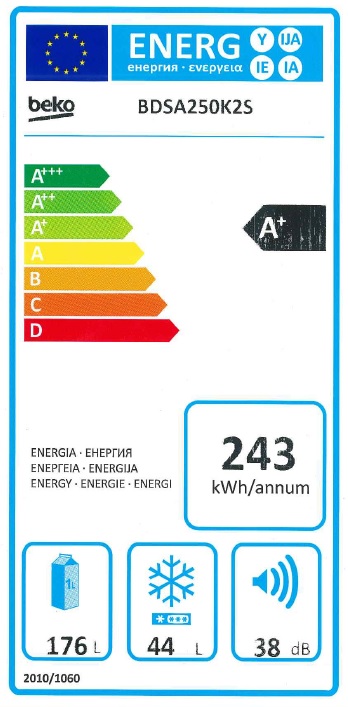 ENERG Y IJA
енергия · ενεργεια IE IA
beko BDSA250K2S
A+++
A++
A+
A+
A
B
C
D
243
kWh/annum
ENERGIA · ЕНЕРГИЯ
ΕΝΕΡΓΕΙΑ · ENERGIJA
ENERGY · ENERGIE · ENERGI
1L
176 L
44 L
38 dB
2010/1060